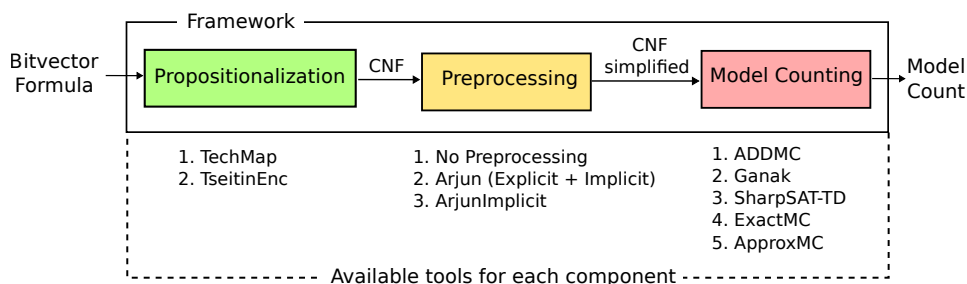 Framework
Bitvector
Formula
Propositionalization
CNF
Preprocessing
CNF
simplified
Model Counting
Model
Count
1. TechMap
2. TseitinEnc
1. No Preprocessing
2. Arjun (Explicit + Implicit)
3. ArjunImplicit
1. ADDMC
2. Ganak
3. SharpSAT-TD
4. ExactMC
5. ApproxMC
Available tools for each component